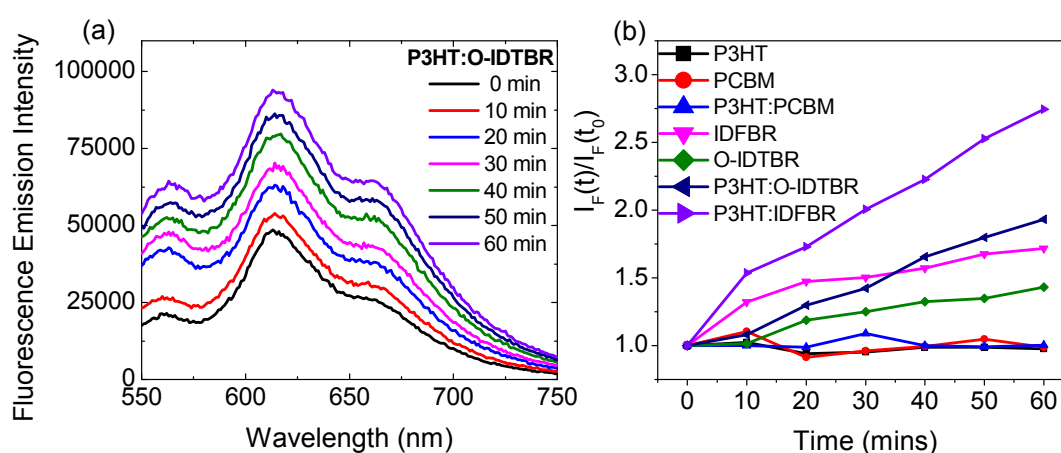 (a)
P3HT:O-IDTBR
0 min
10 min
20 min
30 min
40 min
50 min
60 min
100000
75000
50000
25000
0
550
600
650
700
750
Fluorescence Emission Intensity
Wavelength (nm)
(b)
P3HT
PCBM
P3HT:PCBM
IDFBR
O-IDTBR
P3HT:O-IDTBR
P3HT:IDFBR
3.0
2.5
2.0
1.5
1.0
0
10
20
30
40
50
60
I_F(t)/I_F(t_0)
Time (mins)